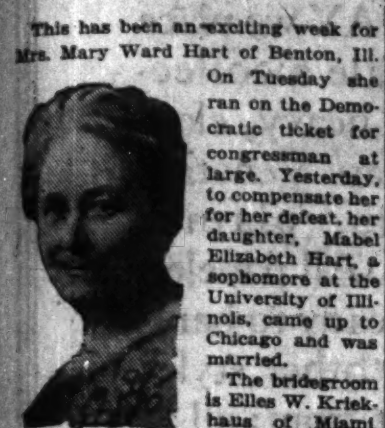 This has been an exciting week for
Mrs. Mary Ward Hart of Benton, Ill.
On Tuesday she
ran on the Demo-
cratic ticket for
congressman at
large. Yesterday,
to compensate her
for her defeat, her
daughter, Mabel
Elizabeth Hart, a
sophomore at the
University of Illi-
nois, came up to
Chicago and was
married.
The bridegroom
is Elles W. Kriek-
haus of Miami